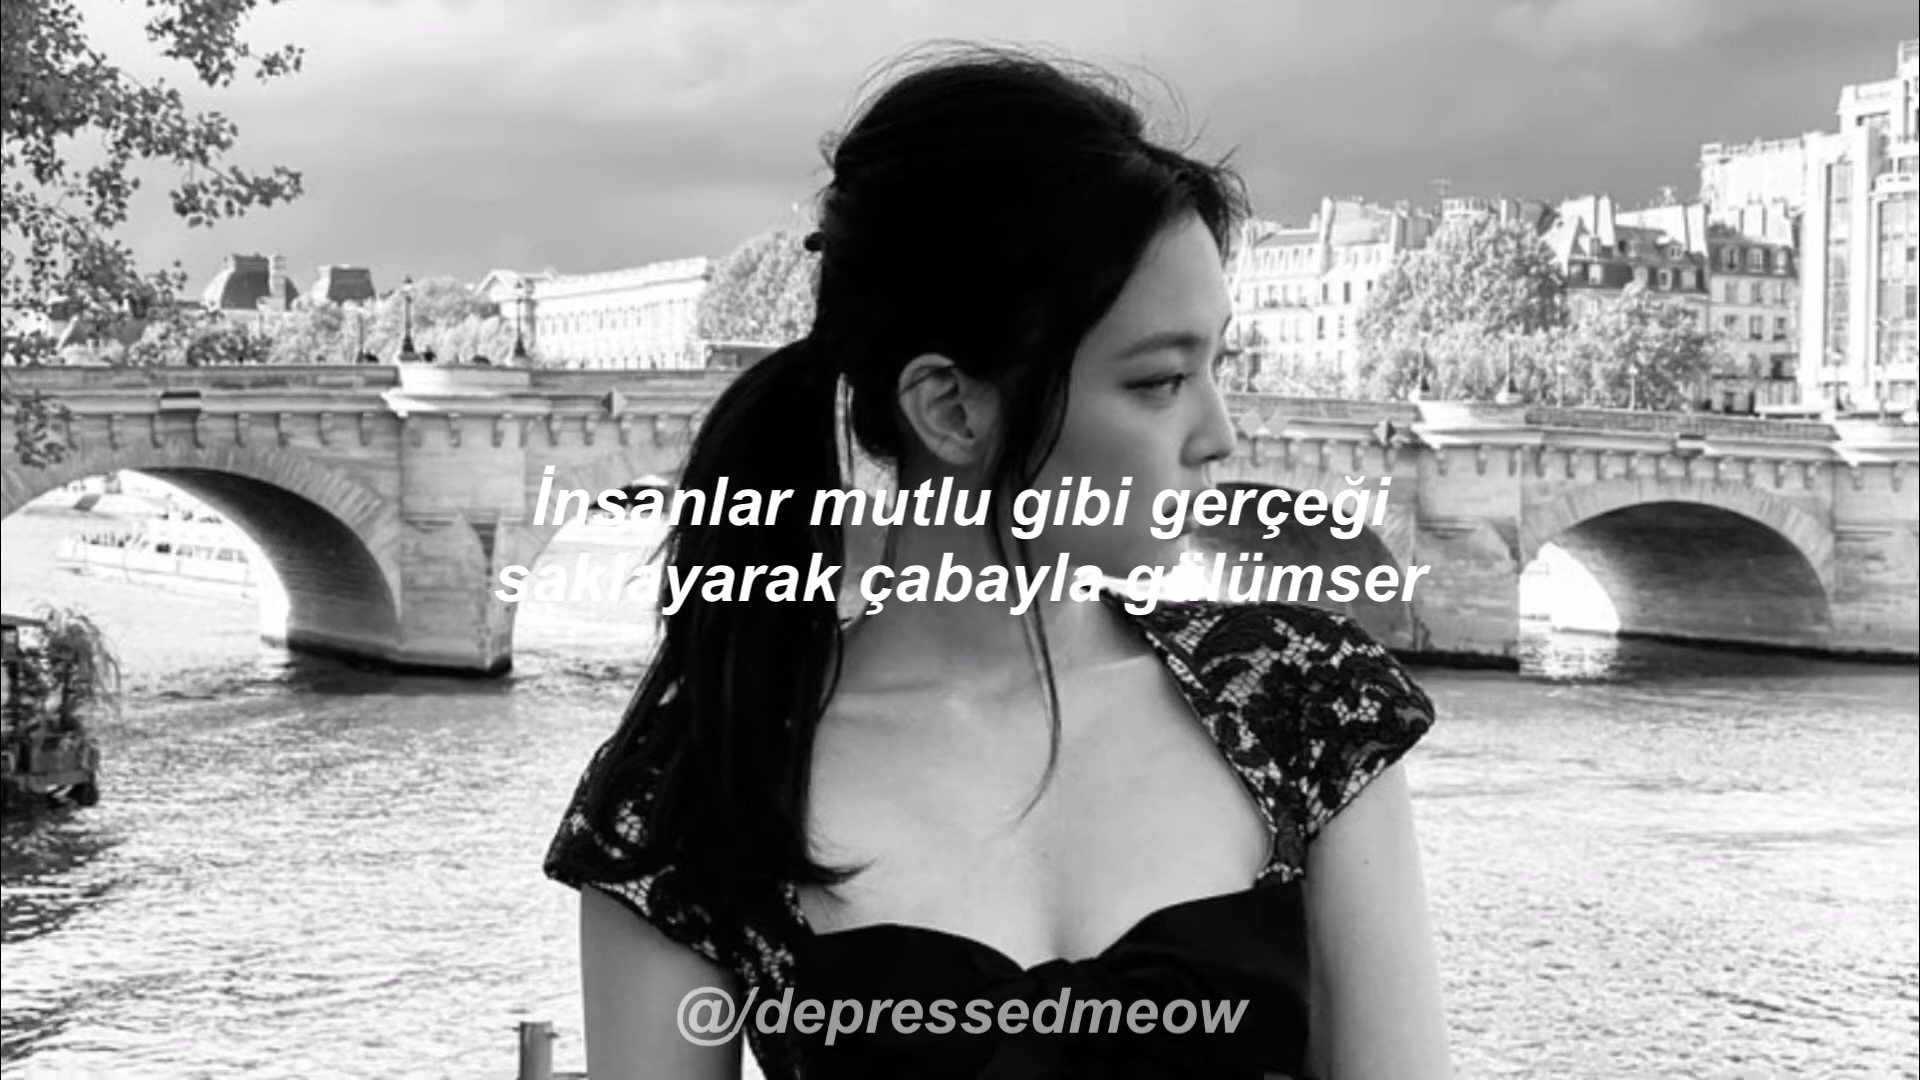 İnsanlar mutlu gibi gerçeği
saklayarak çabayla gülümser
@/depressedmeow